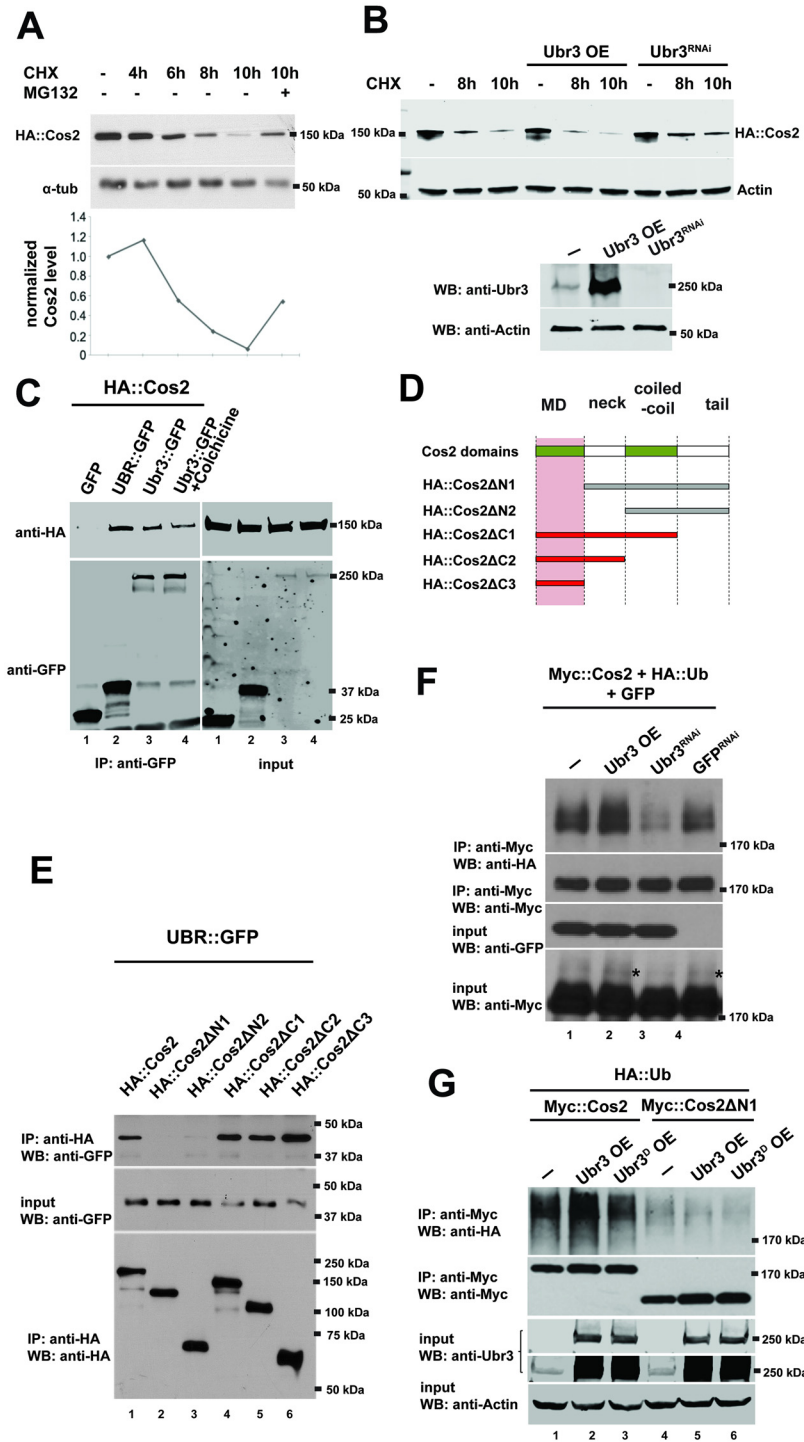 A
CHX - 4h 6h 8h 10h 10h
MG132 - - - - - +
HA::Cos2
150 kDa
α-tub
50 kDa
normalized
Cos2 level
1.4
1.2
1.0
0.8
0.6
0.4
0.2
0
B
Ubr3 OE Ubr3RNAi
CHX - 8h 10h - 8h 10h - 8h 10h
150 kDa
HA::Cos2
50 kDa
Actin
– Ubr3 OE Ubr3RNAi
WB: anti-Ubr3
250 kDa
WB: anti-Actin
50 kDa
C
HA::Cos2
GFP
UBR::GFP
Ubr3::GFP
Ubr3::GFP
+Colchicine
anti-HA
150 kDa
250 kDa
anti-GFP
37 kDa
25 kDa
1 2 3 4 1 2 3 4
IP: anti-GFP input
D
MD neck coiled
-coil tail
Cos2 domains
HA::Cos2ΔN1
HA::Cos2ΔN2
HA::Cos2ΔC1
HA::Cos2ΔC2
HA::Cos2ΔC3
E
UBR::GFP
HA::Cos2
HA::Cos2ΔN1
HA::Cos2ΔN2
HA::Cos2ΔC1
HA::Cos2ΔC2
HA::Cos2ΔC3
50 kDa
IP: anti-HA
WB: anti-GFP
37 kDa
50 kDa
input
WB: anti-GFP
37 kDa
250 kDa
150 kDa
100 kDa
75 kDa
IP: anti-HA
WB: anti-HA
50 kDa
1 2 3 4 5 6
F
Myc::Cos2 + HA::Ub
+ GFP
– Ubr3 OE Ubr3RNAi GFPRNAi
IP: anti-Myc
WB: anti-HA
170 kDa
IP: anti-Myc
WB: anti-Myc
170 kDa
input
WB: anti-GFP
* *
input
WB: anti-Myc
170 kDa
1 2 3 4
G
HA::Ub
Myc::Cos2 Myc::Cos2ΔN1
– Ubr3 OE Ubr3D OE – Ubr3 OE Ubr3D OE
IP: anti-Myc
WB: anti-HA
170 kDa
IP: anti-Myc
WB: anti-Myc
170 kDa
input
WB: anti-Ubr3
250 kDa
250 kDa
input
WB: anti-Actin
1 2 3 4 5 6